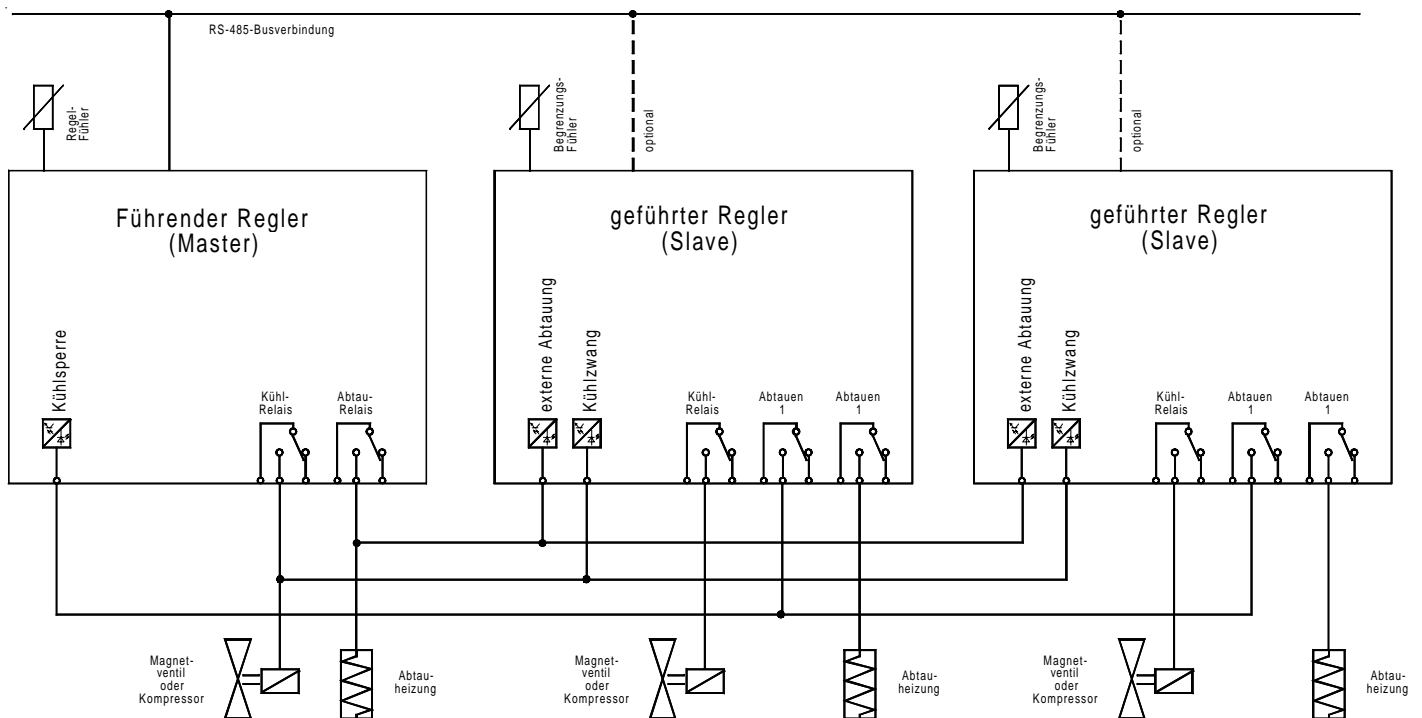 RS-485-Busverbindung
Regel-
Fühler
Begrenzungs-
Fühler
optional
Begrenzungs-
Fühler
optional
Führender Regler
(Master)
geführter Regler
(Slave)
geführter Regler
(Slave)
Kühlsperre
Kühl-
Relais
Abtau-
Relais
externe Abtauung
Kühlzwang
Kühl-
Relais
Abtauen
1
Abtauen
1
externe Abtauung
Kühlzwang
Kühl-
Relais
Abtauen
1
Abtauen
1
Magnet-
ventil
oder
Kompressor
Abtau-
heizung
Magnet-
ventil
oder
Kompressor
Abtau-
heizung
Magnet-
ventil
oder
Kompressor
Abtau-
heizung